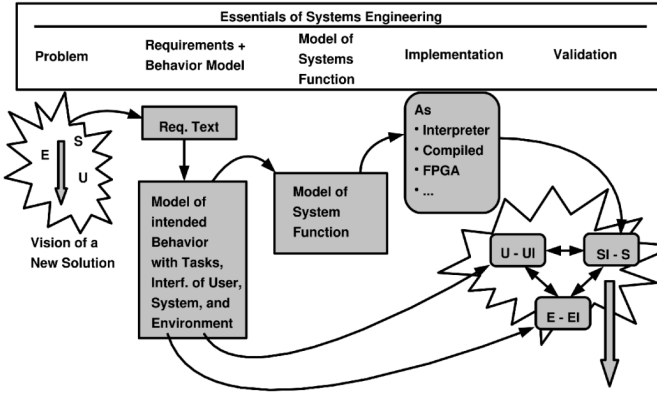 Essentials of Systems Engineering
Problem
Requirements +
Behavior Model
Model of
Systems
Function
Implementation
Validation
E
S
U
Vision of a
New Solution
Req. Text
Model of
intended
Behavior
with Tasks,
Interf. of User,
System, and
Environment
Model of
System
Function
As
• Interpreter
• Compiled
• FPGA
• ...
U - UI
SI - S
E - EI